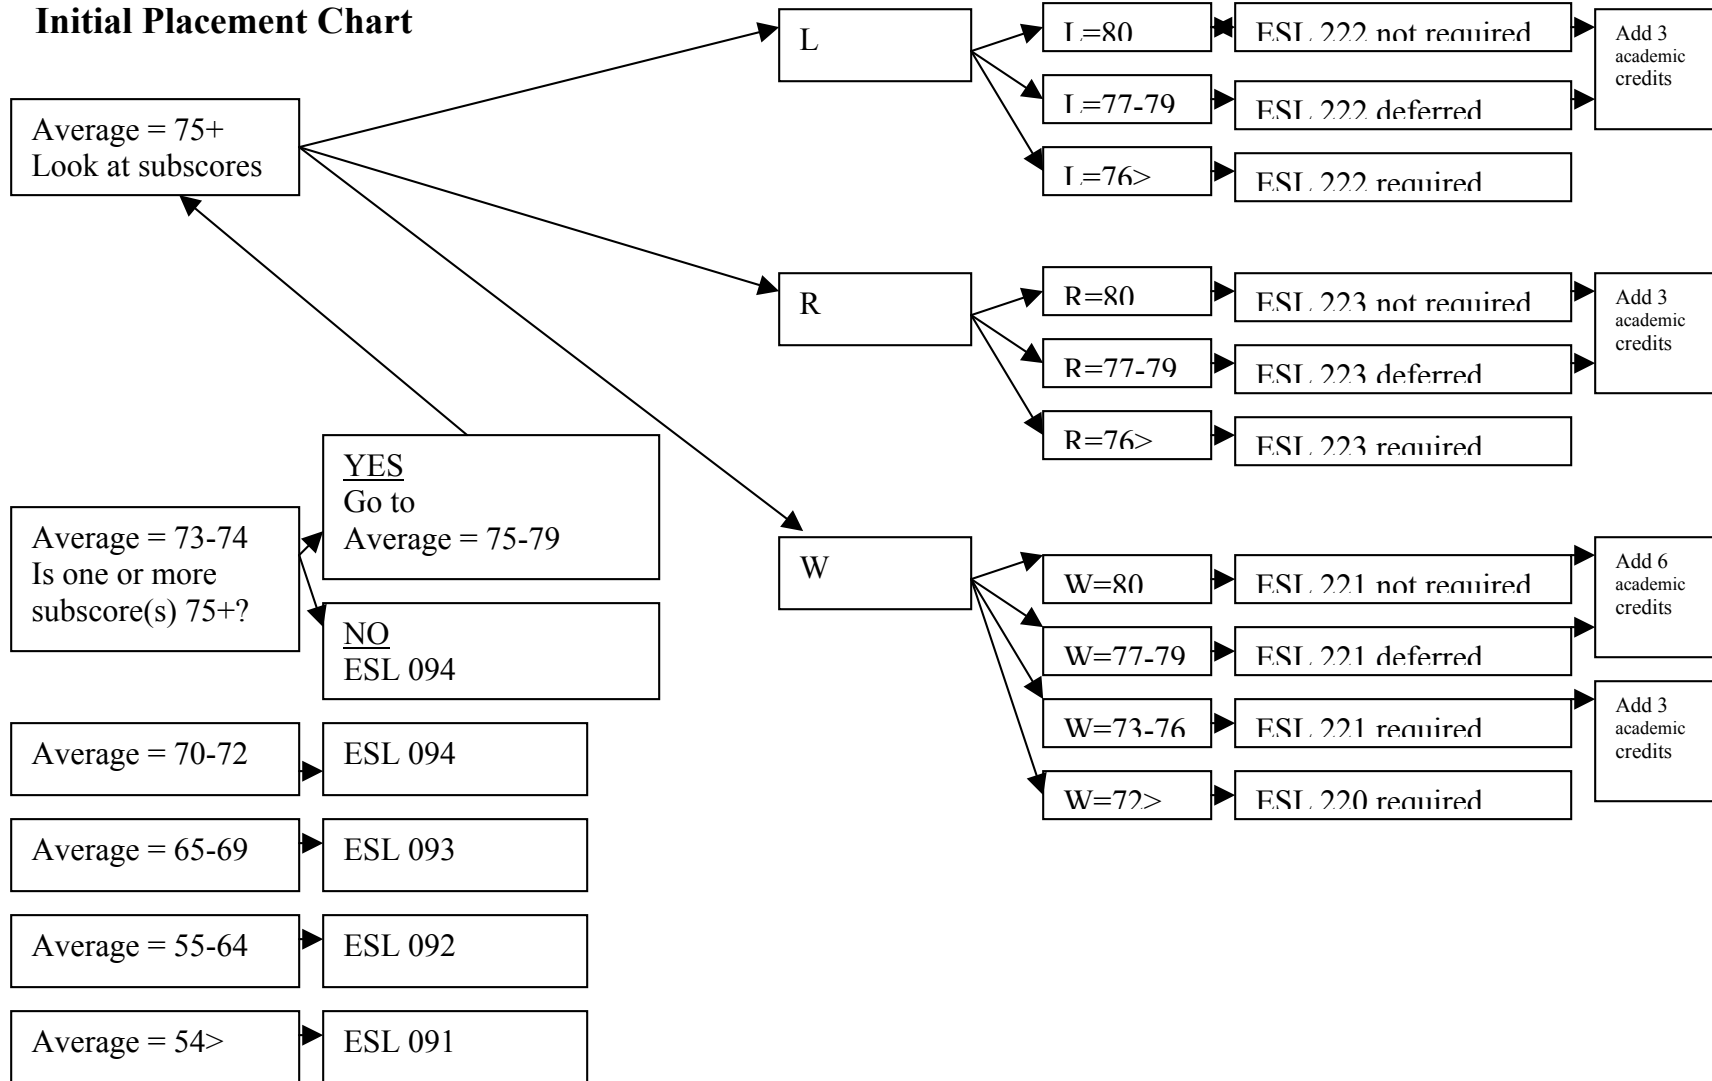 Initial Placement Chart
Average = 75+
Look at subscores
YES
Go to
Average = 75-79
Average = 73-74
Is one or more
subscore(s) 75+?
NO
ESL 094
Average = 70-72
ESL 094
Average = 65-69
ESL 093
Average = 55-64
ESL 092
Average = 54>
ESL 091
L
L=80
ESL 222 not required
L=77-79
ESL 222 deferred
L=76>
ESL 222 required
Add 3
academic
credits
R
R=80
ESL 223 not required
R=77-79
ESL 223 deferred
R=76>
ESL 223 required
Add 3
academic
credits
W
W=80
ESL 221 not required
W=77-79
ESL 221 deferred
W=73-76
ESL 221 required
W=72>
ESL 220 required
Add 6
academic
credits
Add 3
academic
credits